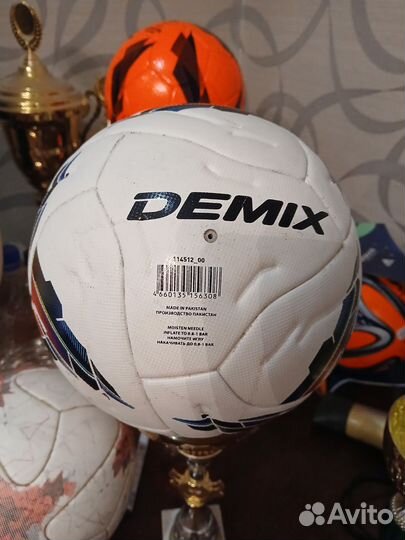 DEMIX
114512_00
4 660135 156308
MADE IN PAKISTAN
ПРОИЗВОДСТВО ПАКИСТАН
MOISTEN NEEDLE
INFLATE TO 0.8-1 BAR
НАМОЧИТЕ ИГЛУ
НАКАЧИВАТЬ ДО 0,8-1 БАР
Avito